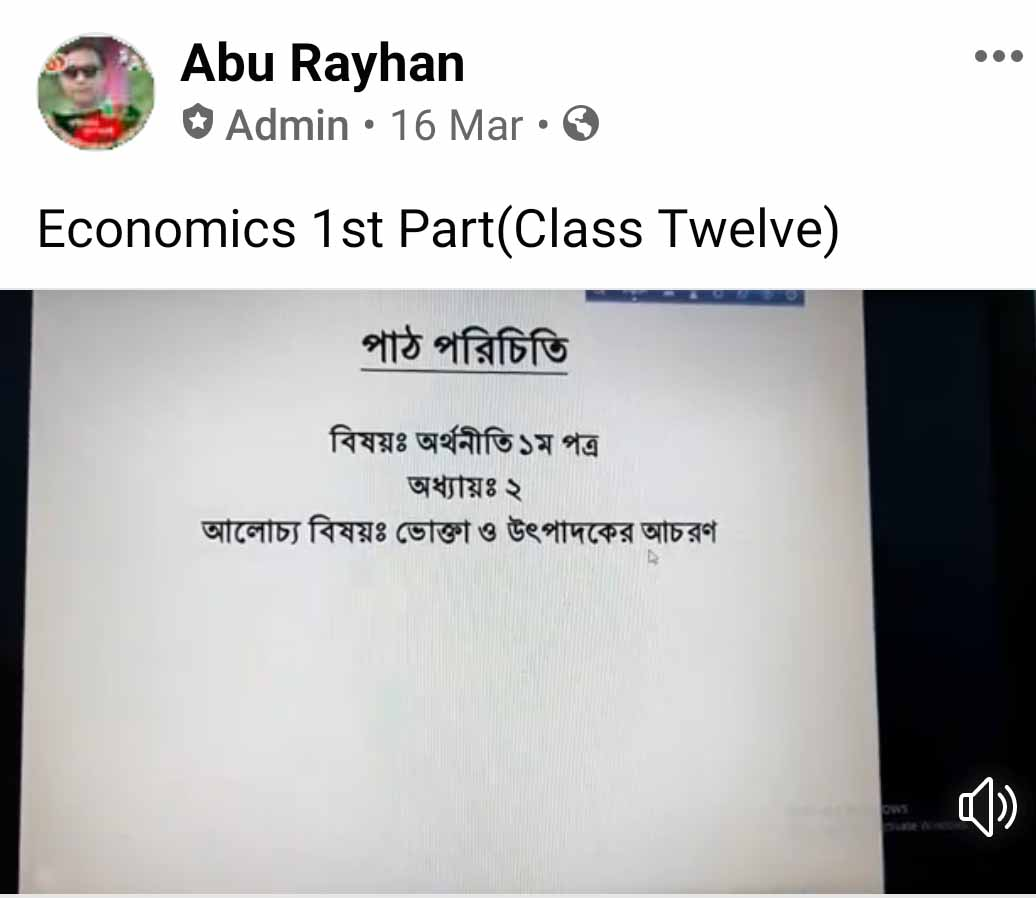 Abu Rayhan
Admin • 16 Mar •
Economics 1st Part(Class Twelve)
পাঠ পরিচিতি
বিষয়ঃ অর্থনীতি ১ম পত্র
অধ্যায়ঃ ২
আলোচ্য বিষয়ঃ ভোক্তা ও উৎপাদকের আচরণ